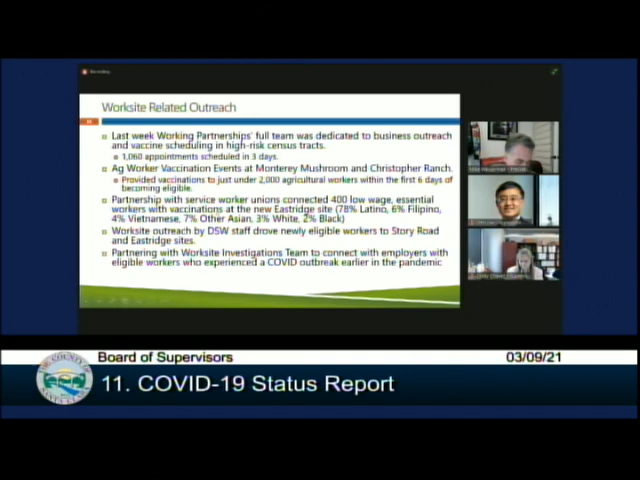 Recording
Worksite Related Outreach
Last week Working Partnerships' full team was dedicated to business outreach
and vaccine scheduling in high-risk census tracts.
1,060 appointments scheduled in 3 days.
Ag Worker Vaccination Events at Monterey Mushroom and Christopher Ranch.
Provided vaccinations to just under 2,000 agricultural workers within the first 6 days of
becoming eligible.
Partnership with service worker unions connected 400 low wage, essential
workers with vaccinations at the new Eastridge site (78% Latino, 6% Filipino,
4% Vietnamese, 7% Other Asian, 3% White, 2% Black)
Worksite outreach by DSW staff drove newly eligible workers to Story Road
and Eastridge sites.
Partnering with Worksite Investigations Team to connect with employers with
eligible workers who experienced a COVID outbreak earlier in the pandemic
Board of Supervisors
03/09/21
11. COVID-19 Status Report
THE COUNTY OF